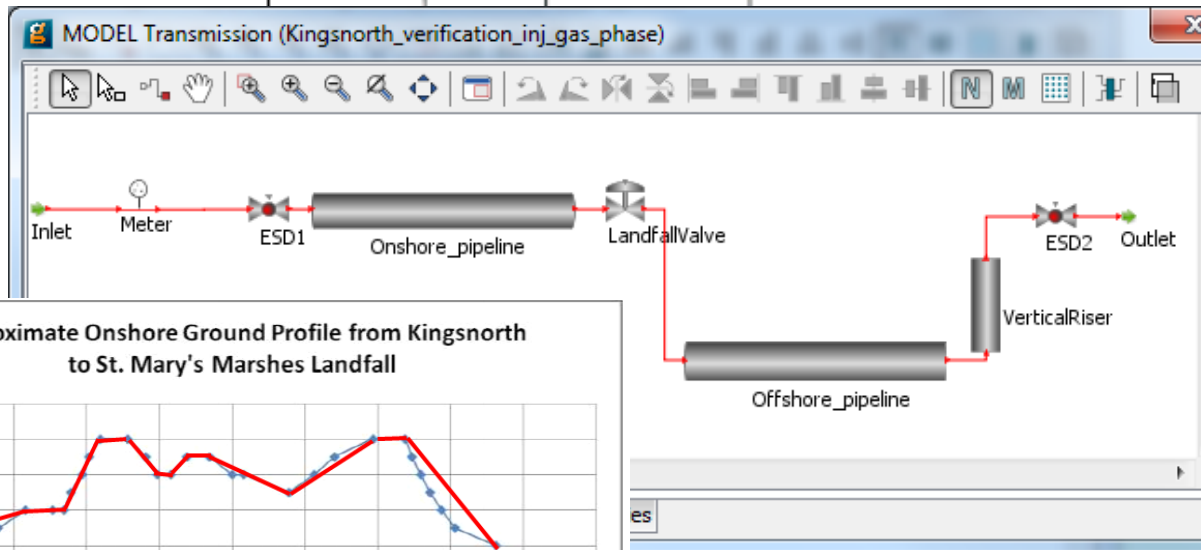 MODEL Transmission (Kingsnorth_verification_inj_gas_phase)
N M
Inlet
Meter
ESD1
Onshore_pipeline
LandfallValve
ESD2
Outlet
VerticalRiser
Offshore_pipeline
oximate Onshore Ground Profile from Kingsnorth
to St. Mary's Marshes Landfall
es